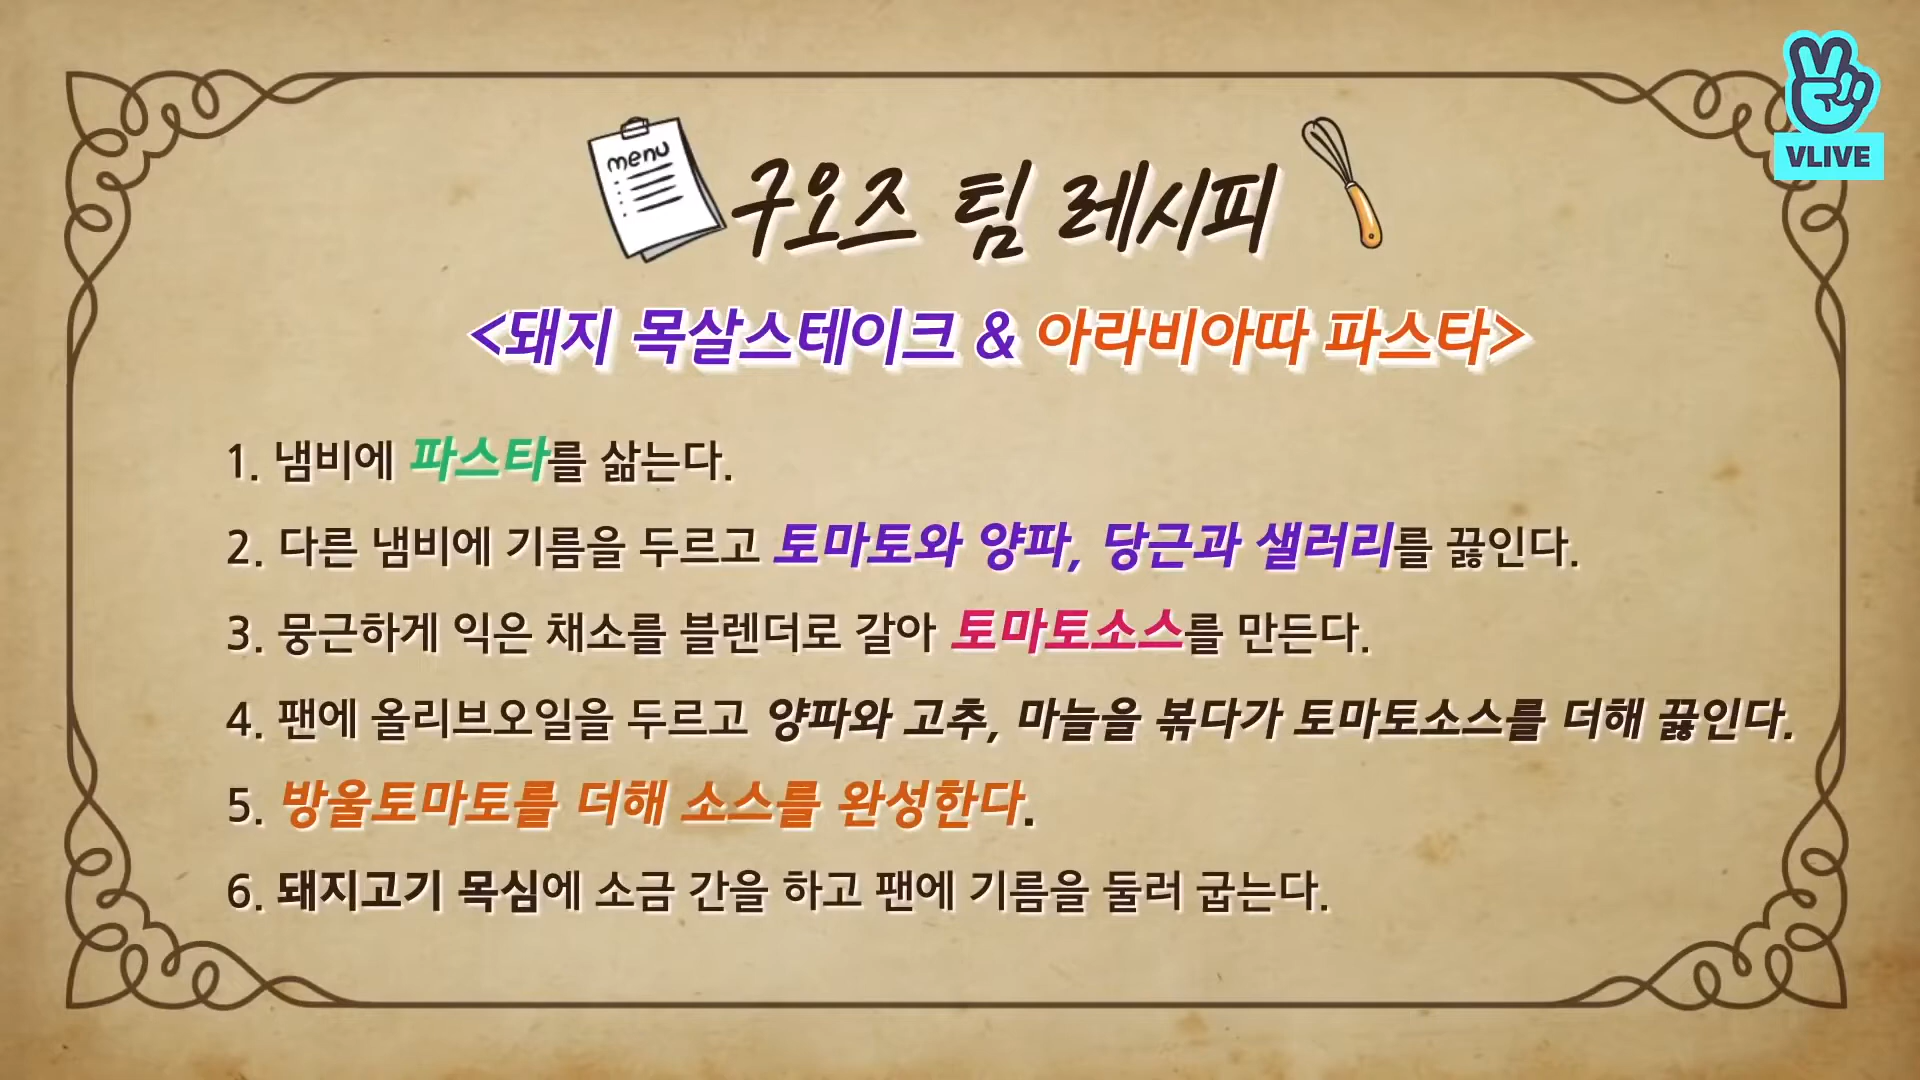 VLIVE
menu
구오즈 팀 레시피
<돼지 목살스테이크 & 아라비아따 파스타>
1. 냄비에 파스타를 삶는다.
2. 다른 냄비에 기름을 두르고 토마토와 양파, 당근과 샐러리를 끓인다.
3. 뭉근하게 익은 채소를 블렌더로 갈아 토마토소스를 만든다.
4. 팬에 올리브오일을 두르고 양파와 고추, 마늘을 볶다가 토마토소스를 더해 끓인다.
5. 방울토마토를 더해 소스를 완성한다.
6. 돼지고기 목심에 소금 간을 하고 팬에 기름을 둘러 굽는다.